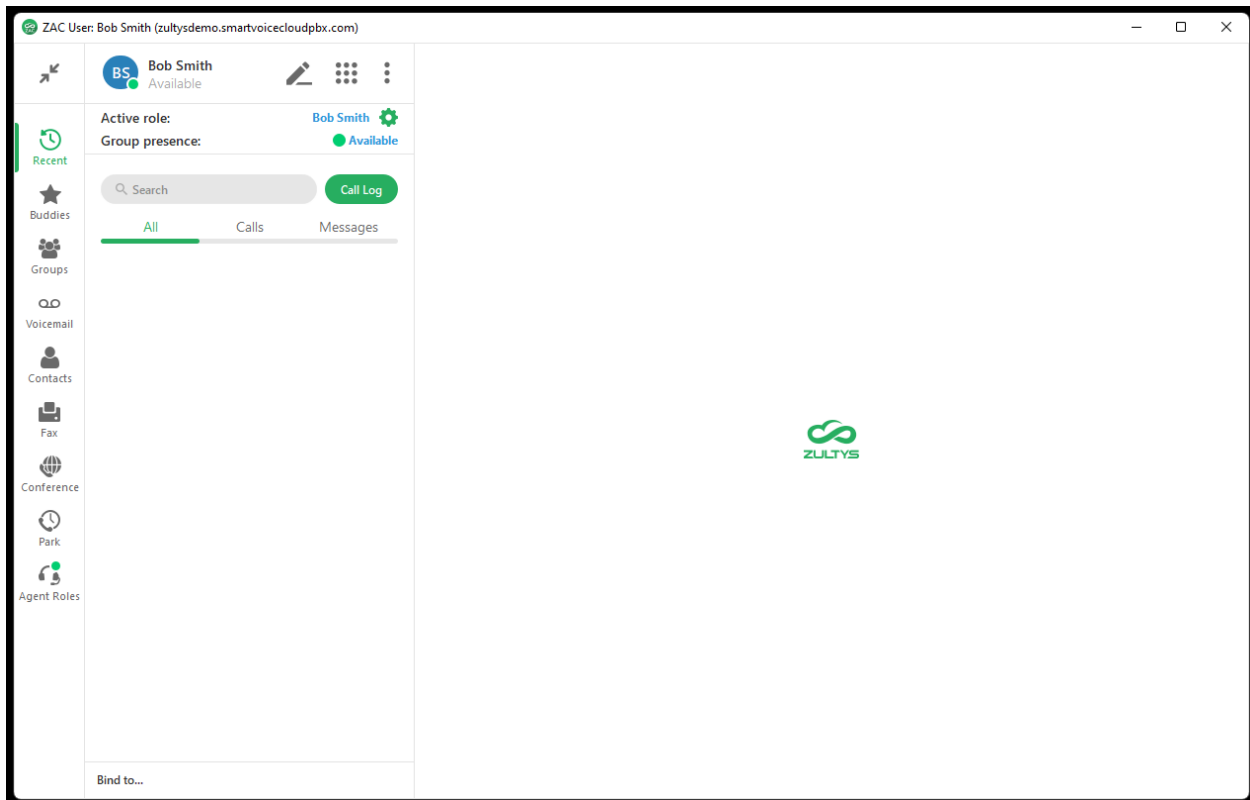 ZAC User: Bob Smith (zultysdemo.smartvoicecloudpbx.com)
BS
Bob Smith
Available
Active role:
Bob Smith
Group presence:
Available
Search
Call Log
All
Calls
Messages
Recent
Buddies
Groups
Voicemail
Contacts
Fax
Conference
Park
Agent Roles
Bind to...
ZULTYS